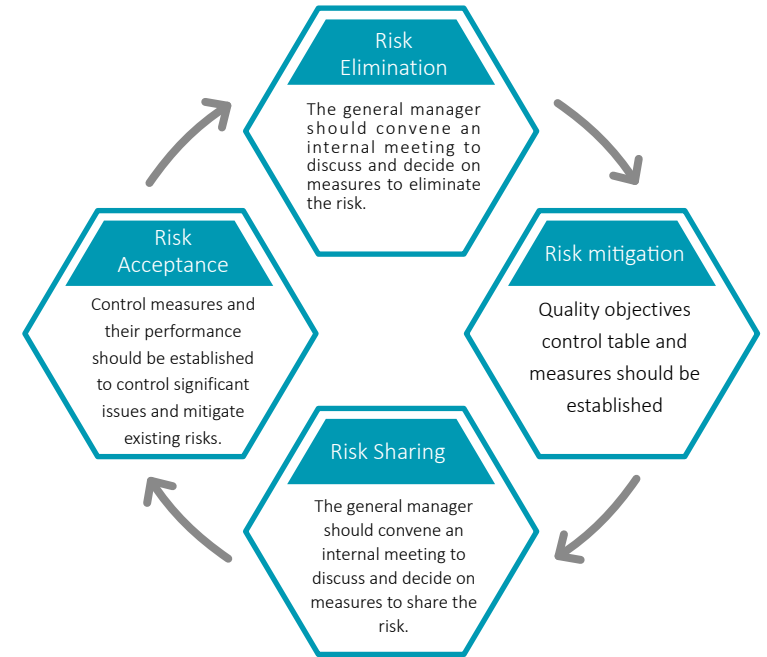 Risk
Elimination
The general manager
should convene an
internal meeting to
discuss and decide on
measures to eliminate
the risk.
Risk mitigation
Quality objectives
control table and
measures should be
established
Risk Sharing
The general manager
should convene an
internal meeting to
discuss and decide on
measures to share the
risk.
Risk
Acceptance
Control measures and
their performance
should be established
to control significant
issues and mitigate
existing risks.